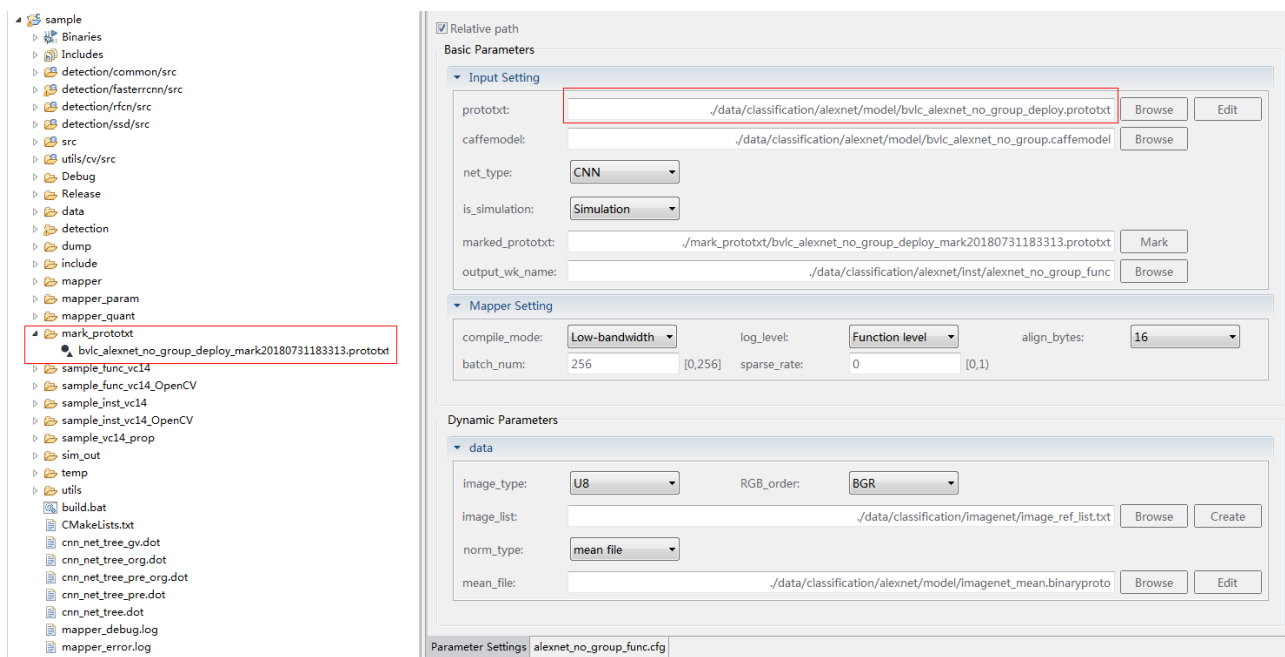 sample
Binaries
Includes
detection/common/src
detection/fasterrcnn/src
detection/rfcn/src
detection/ssd/src
src
utils/cv/src
Debug
Release
data
detection
dump
include
mapper
mapper_param
mapper_quant
mark_prototxt
bvlc_alexnet_no_group_deploy_mark20180731183313.prototxt
sample_func_vc14
sample_func_vc14_OpenCV
sample_inst_vc14
sample_inst_vc14_OpenCV
sample_vc14_prop
sim_out
temp
utils
build.bat
CMakeLists.txt
cnn_net_tree_gv.dot
cnn_net_tree_org.dot
cnn_net_tree_pre_org.dot
cnn_net_tree_pre.dot
cnn_net_tree.dot
mapper_debug.log
mapper_error.log
Relative path
Basic Parameters
Input Setting
prototxt: ./data/classification/alexnet/model/bvlc_alexnet_no_group_deploy.prototxt Browse Edit
caffemodel: ./data/classification/alexnet/model/bvlc_alexnet_no_group.caffemodel Browse
net_type: CNN
is_simulation: Simulation
marked_prototxt: ./mark_prototxt/bvlc_alexnet_no_group_deploy_mark20180731183313.prototxt Mark
output_wk_name: ./data/classification/alexnet/inst/alexnet_no_group_func Browse
Mapper Setting
compile_mode: Low-bandwidth log_level: Function level align_bytes: 16
batch_num: 256 [0,256] sparse_rate: 0 [0,1)
Dynamic Parameters
data
image_type: U8 RGB_order: BGR
image_list: ./data/classification/imagenet/image_ref_list.txt Browse Create
norm_type: mean file
mean_file: ./data/classification/alexnet/model/imagenet_mean.binaryproto Browse Edit
Parameter Settings alexnet_no_group_func.cfg